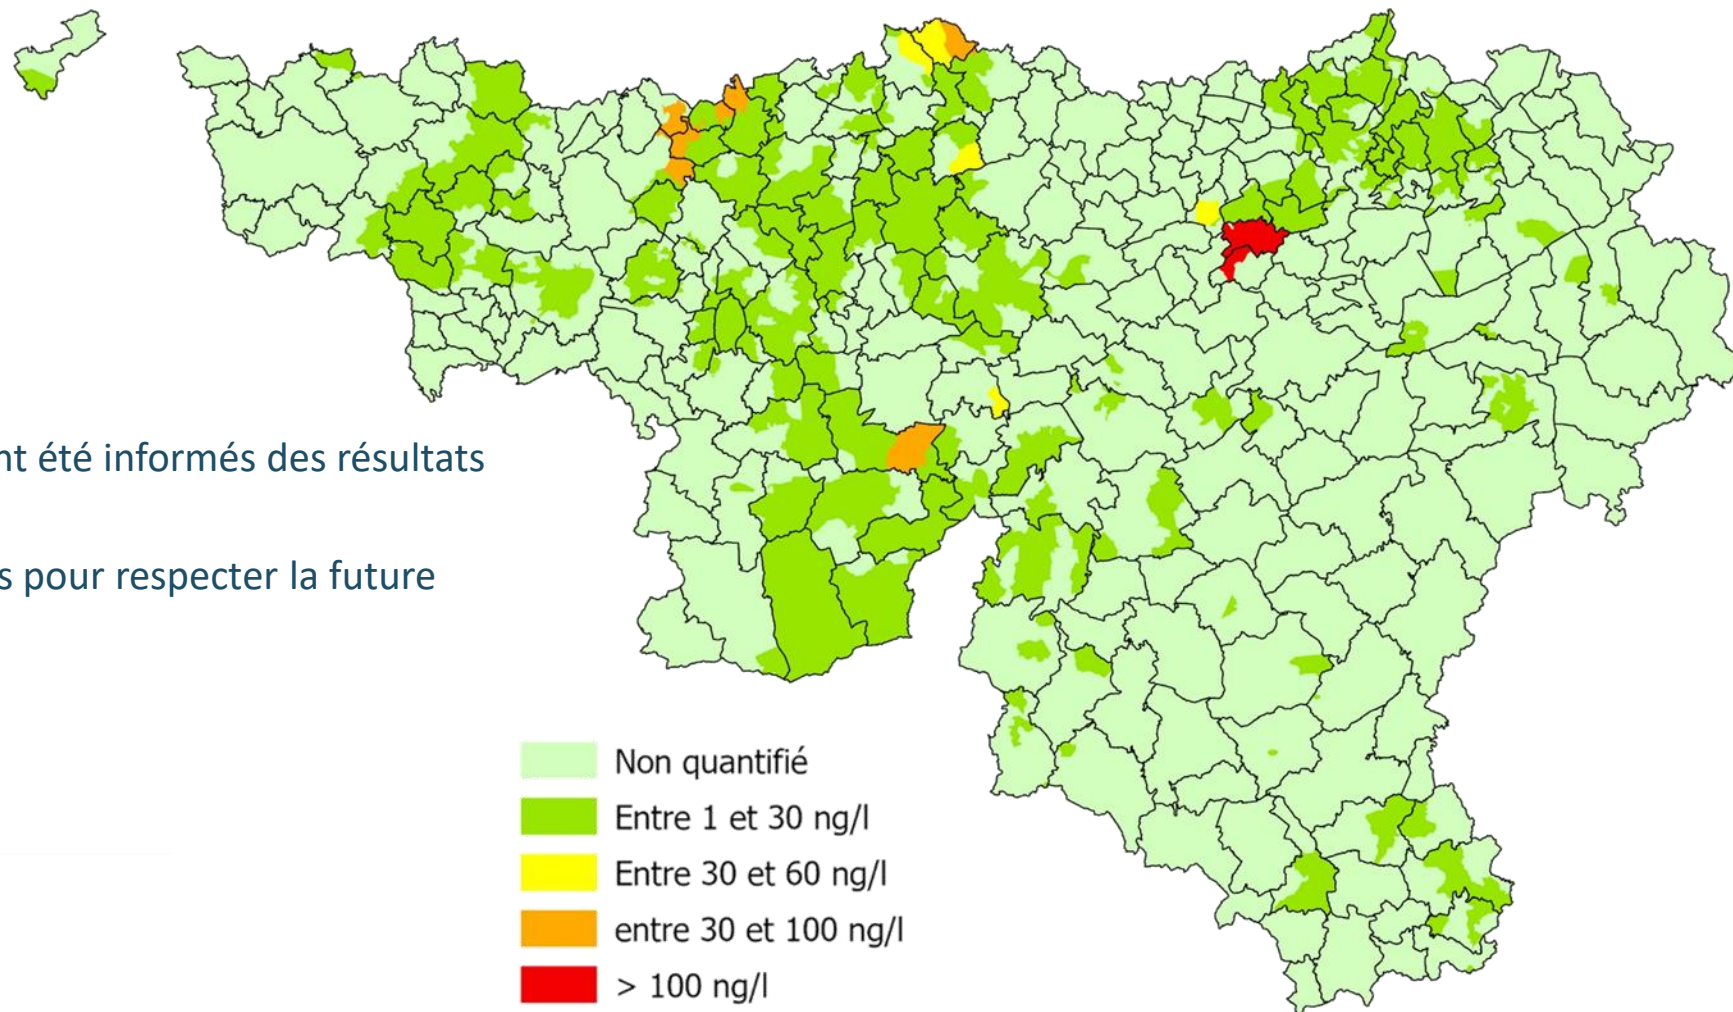 nt été informés des résultats
s pour respecter la future
Non quantifié
Entre 1 et 30 ng/l
Entre 30 et 60 ng/l
entre 30 et 100 ng/l
> 100 ng/l